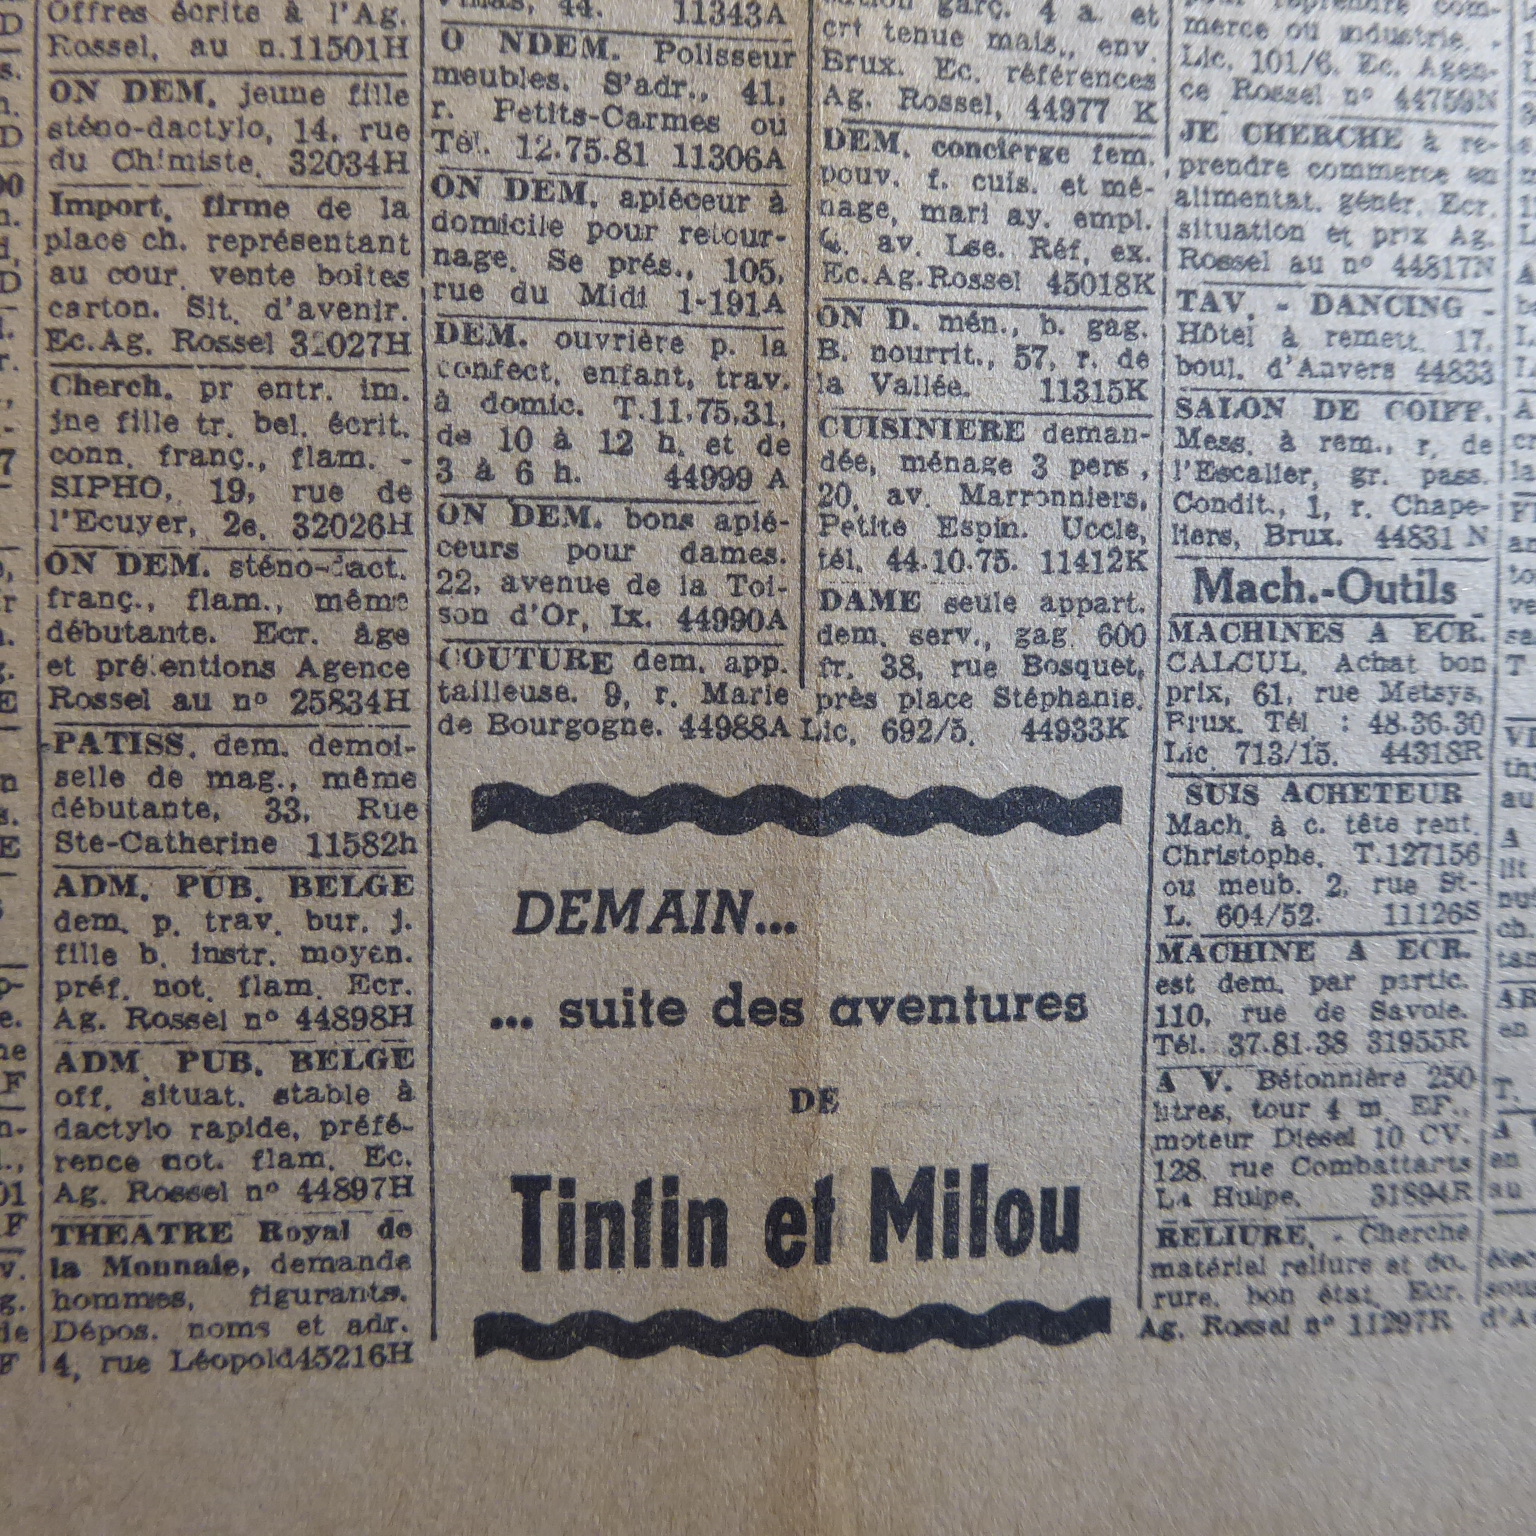 Offres écrite à l'Ag.
Rossel, au n.11501H
ON DEM. jeune fille
sténo-dactylo, 14, rue
du Ch!miste. 32034H
Import. firme de la
place ch. représentant
au cour. vente boîtes
carton. Sit. d'avenir.
Ec.Ag. Rossel 32027H
Cherch. pr entr. im.
jne fille tr. bel. écrit.
conn. franç., flam. -
SIPHO, 19, rue de
l'Ecuyer, 2e. 32026H
ON DEM. sténo-dact.
franç., flam., même
débutante. Ecr. âge
et prétentions Agence
Rossel au nº 25834H
PATISS. dem. demoi-
selle de mag., même
débutante, 33, Rue
Ste-Catherine 11582h
ADM. PUB. BELGE
dem. p. trav. bur. j.
fille b. instr. moyen.
préf. not. flam. Ecr.
Ag. Rossel nº 44898H
ADM. PUB. BELGE
off. situat. stable à
dactylo rapide, préfé-
rence not. flam. Ec.
Ag. Rossel nº 44897H
THEATRE Royal de
la Monnaie, demande
hommes, figurants.
Dépos. noms et adr.
4, rue Léopold45216H
44. 11343A
O NDEM. Polisseur
meubles. S'adr., 41,
r. Petits-Carmes ou
Tél. 12.75.81 11306A
ON DEM. apiéceur à
domicile pour retour-
nage. Se prés., 105,
rue du Midi 1-191A
DEM. ouvrière p. la
confect. enfant, trav.
à domic. T.11.75.31,
de 10 à 12 h. et de
3 à 6 h. 44999 A
ON DEM. bons apié-
ceurs pour dames.
22, avenue de la Toi-
son d'Or, Ix. 44990A
COUTURE dem. app.
tailleuse. 9, r. Marie
de Bourgogne. 44988A
garç. 4 a. et
crt tenue mais., env.
Brux. Ec. références
Ag. Rossel, 44977 K
DEM. concierge fem.
pouv. f. cuis. et mé-
nage, mari ay. empl.
Q. av. Lse. Réf. ex.
Ec.Ag.Rossel 45018K
ON D. mén., b. gag.
B. nourrit., 57, r. de
la Vallée. 11315K
CUISINIERE deman-
dée, ménage 3 pers.,
20, av. Marronniers,
Petite Espin. Uccle,
tél. 44.10.75. 11412K
DAME seule appart.
dem. serv., gag. 600
fr. 38, rue Bosquet,
près place Stéphanie.
Lic. 692/5. 44933K
DEMAIN...
... suite des aventures
DE
Tintin et Milou
pour reprendre com-
merce ou industrie. -
Lic. 101/6. Ec. Agen-
ce Rossel nº 44759N
JE CHERCHE à re-
prendre commerce en
alimentat. génér. Ecr.
situation et prix Ag.
Rossel au nº 44817N
TAV. - DANCING -
Hôtel à remett. 17,
boul. d'Anvers 44833
SALON DE COIFF.
Mess. à rem., r. de
l'Escalier, gr. pass.
Condit., 1, r. Chape-
liers, Brux. 44831 N
Mach.-Outils
MACHINES A ECR.
CALCUL. Achat bon
prix, 61, rue Metsys,
Brux. Tél. : 48.36.30
Lic. 713/15. 44318R
SUIS ACHETEUR
Mach. à c. tête rent.
Christophe. T.127156
ou meub. 2, rue St-
L. 604/52. 11126S
MACHINE A ECR.
est dem. par partic.
110, rue de Savoie.
Tél. 37.81.38 31955R
A V. Bétonnière 250
litres, tour 4 m. EF.,
moteur Diesel 10 CV.
128, rue Combattants
La Hulpe. 31894R
RELIURE. - Cherche
matériel reliure et do-
rure, bon état. Ecr.
Ag. Rossel nº 11297R